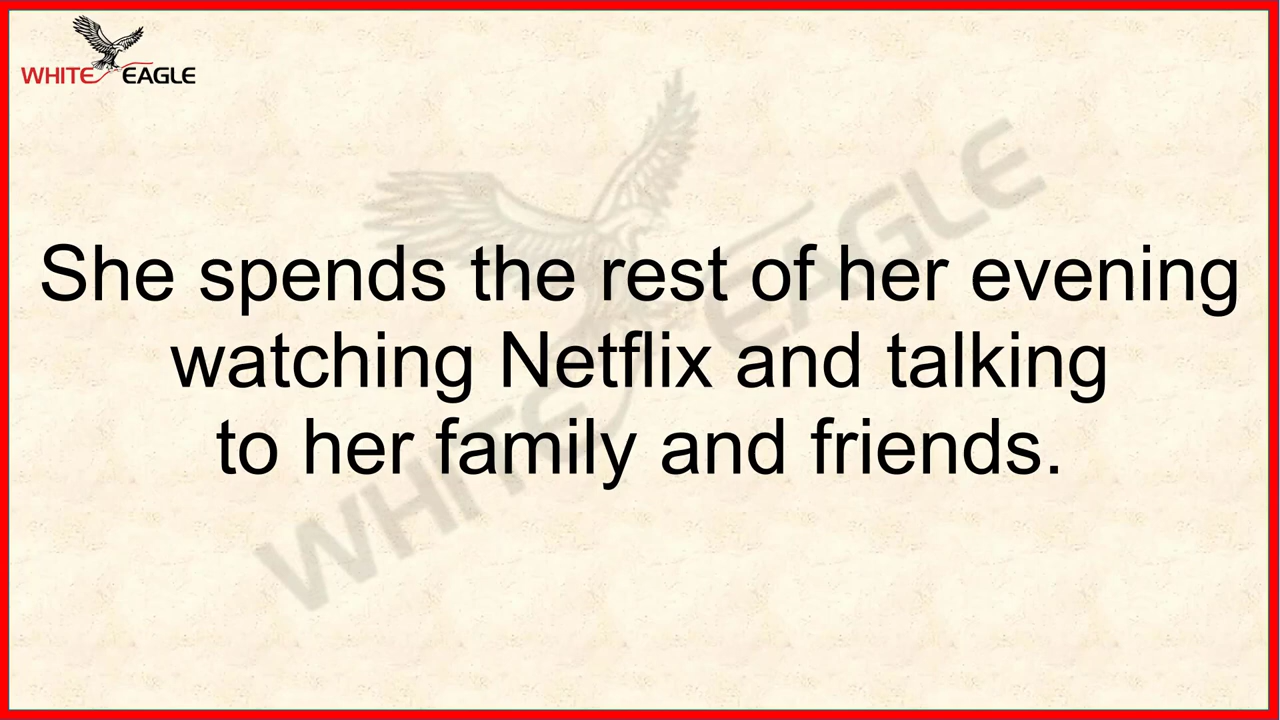 WHITE EAGLE
She spends the rest of her evening
watching Netflix and talking
to her family and friends.
WHITE EAGLE